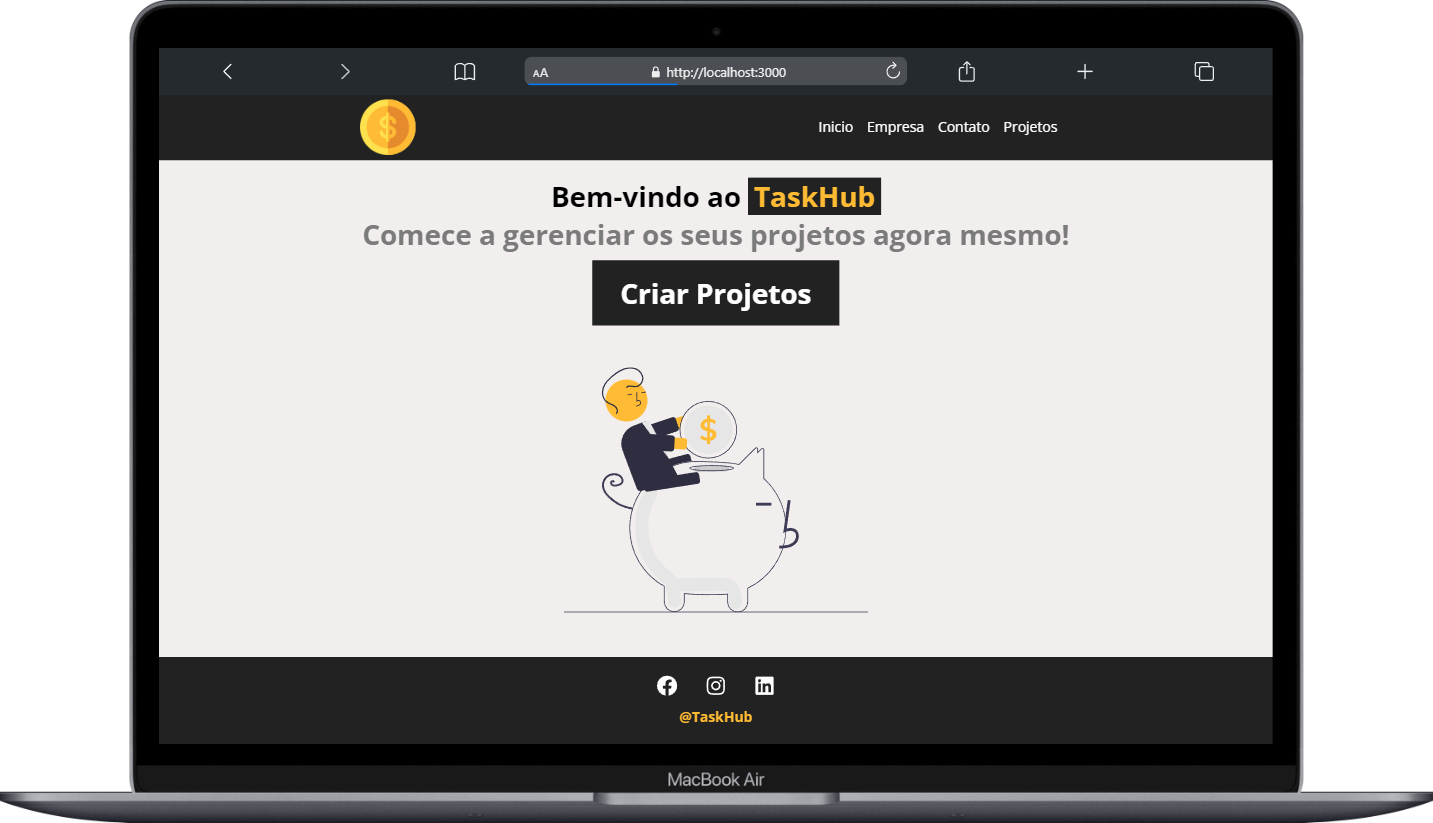 AA
http://localhost:3000
$
Inicio Empresa Contato Projetos
Bem-vindo ao TaskHub
Comece a gerenciar os seus projetos agora mesmo!
Criar Projetos
$
@TaskHub
MacBook Air